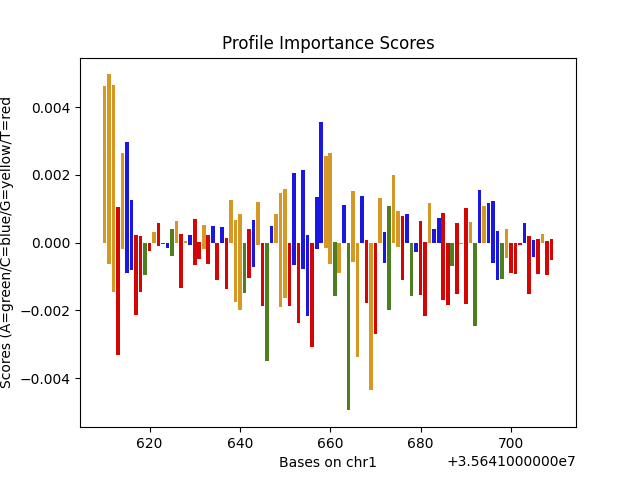 Profile Importance Scores
Scores (A=green/C=blue/G=yellow/T=red
0.004
0.002
0.000
−0.002
−0.004
620
640
660
680
700
Bases on chr1
+3.5641000000e7